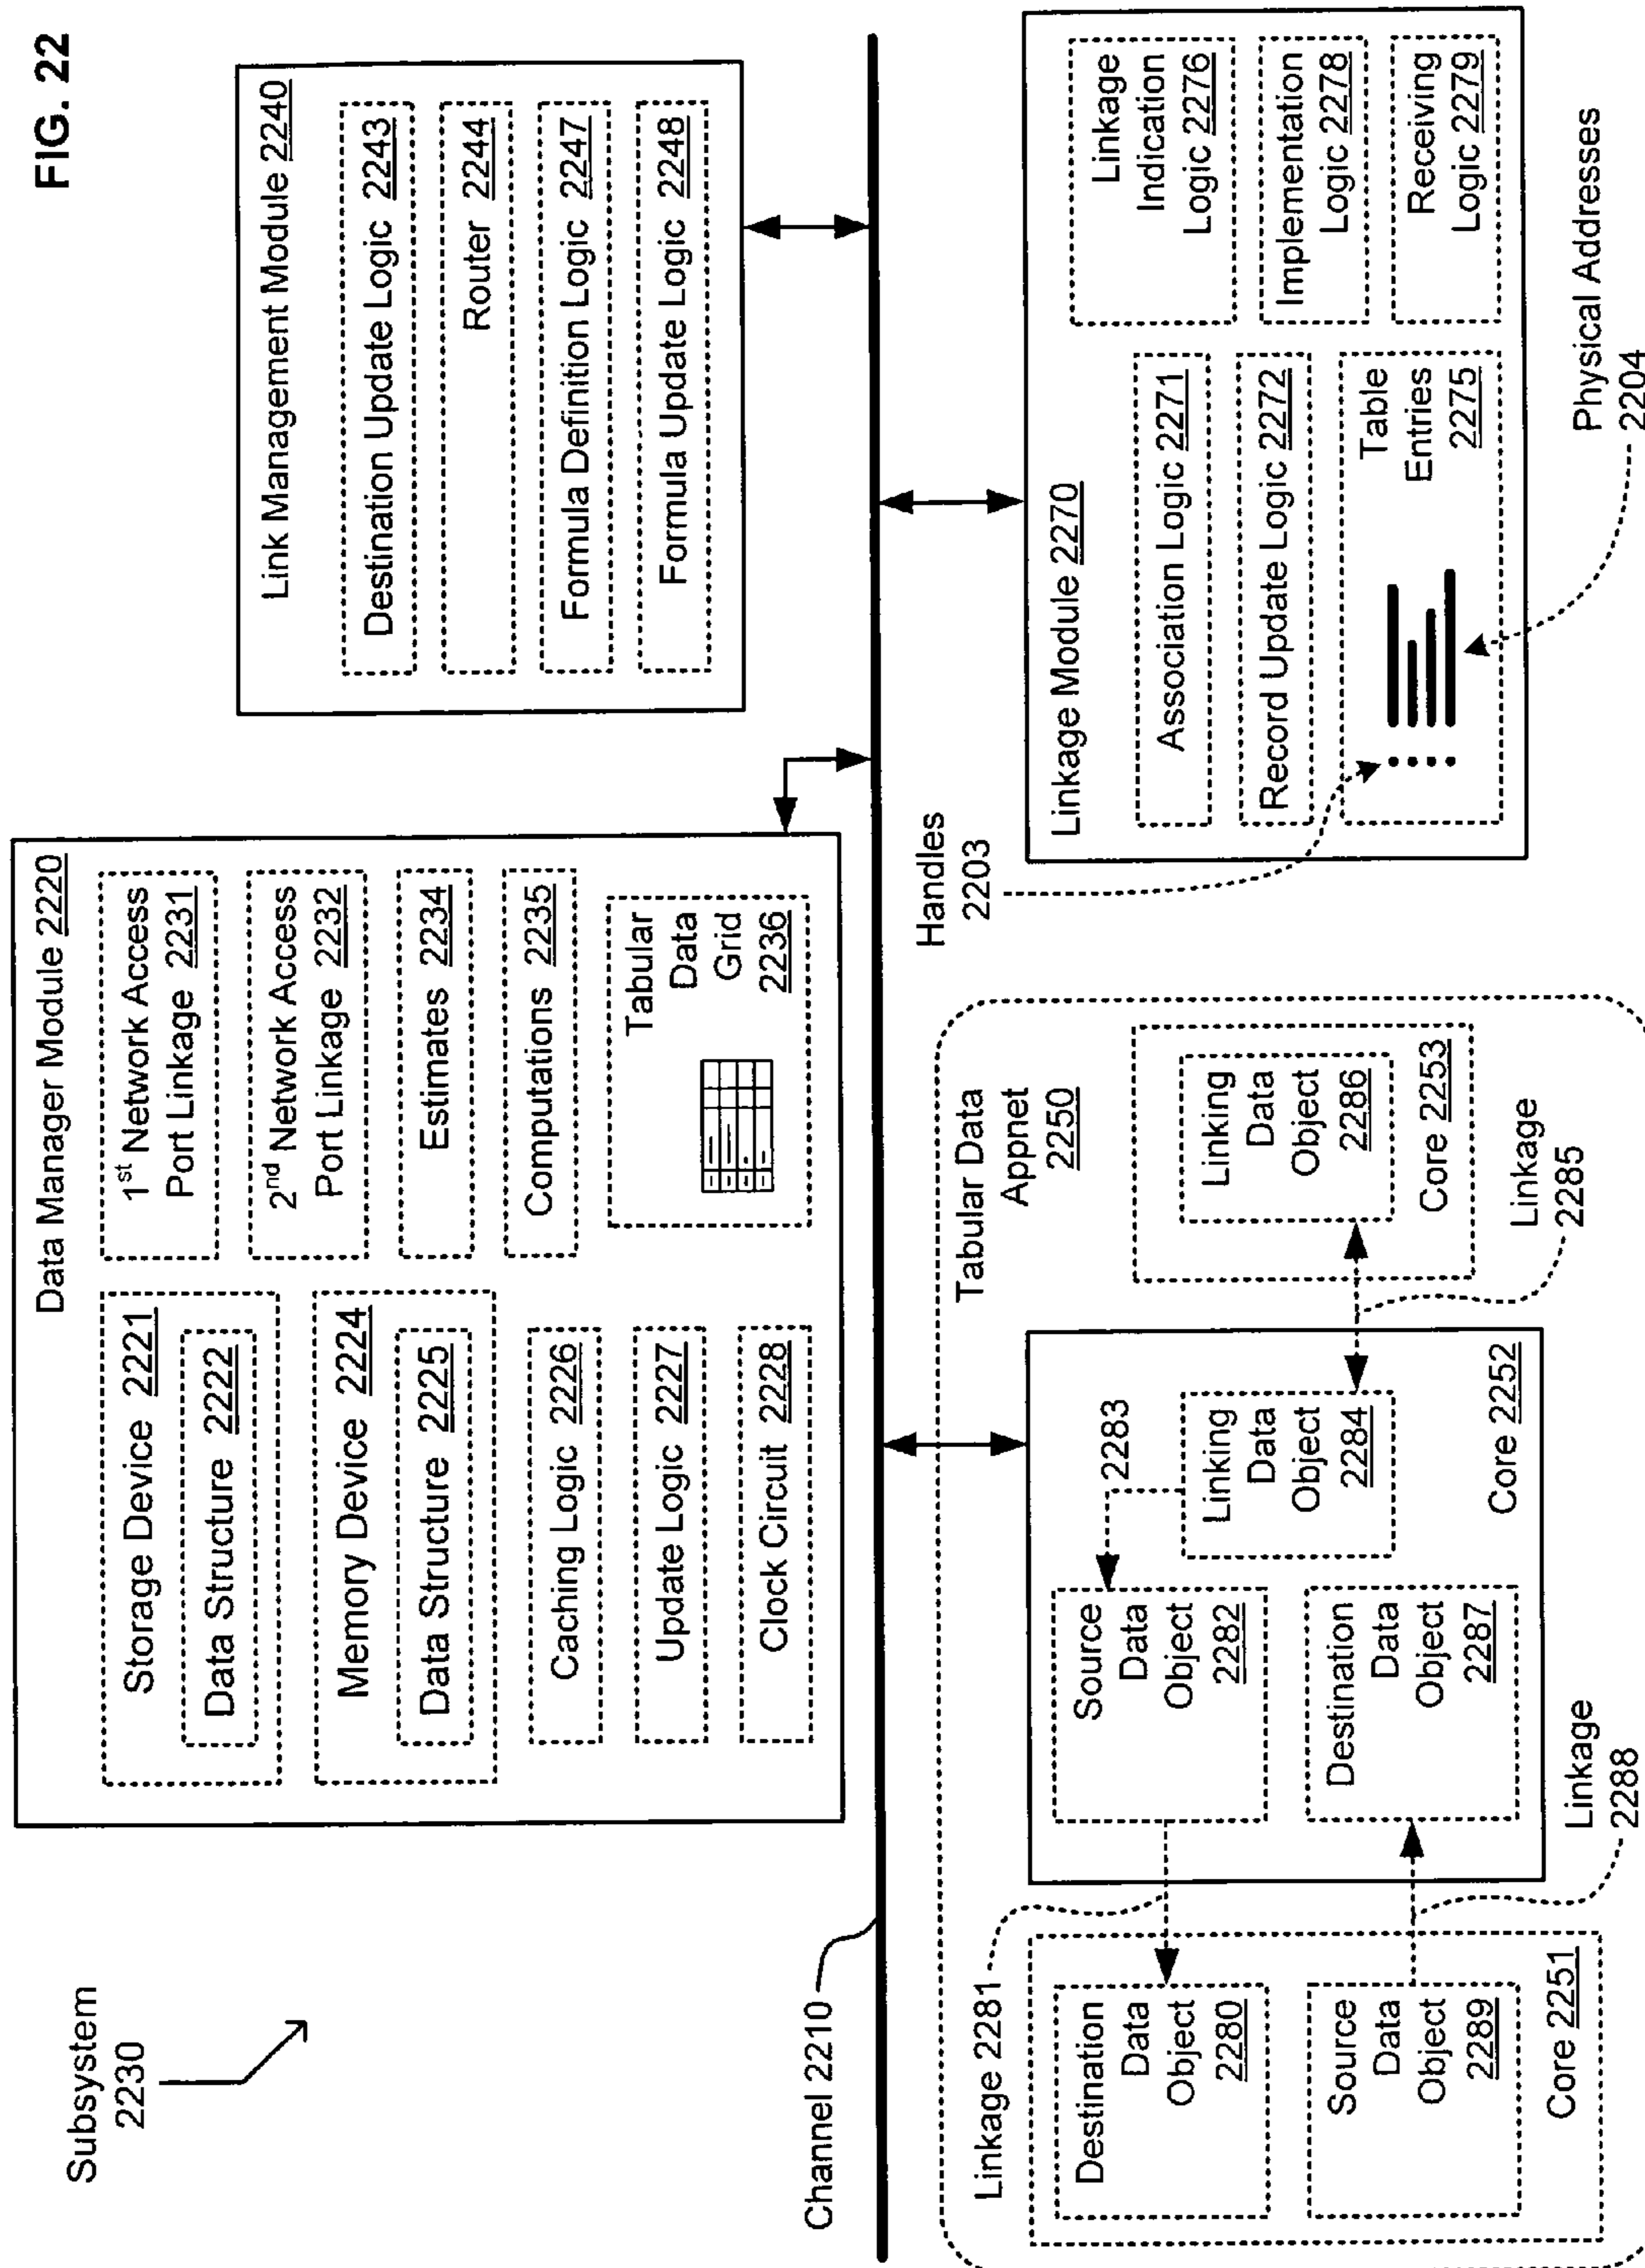 FIG. 22
Subsystem
2230
Data Manager Module 2220
Storage Device 2221
Data Structure 2222
Memory Device 2224
Data Structure 2225
Caching Logic 2226
Update Logic 2227
Clock Circuit 2228
1st Network Access
Port Linkage 2231
2nd Network Access
Port Linkage 2232
Estimates 2234
Computations 2235
Tabular
Data
Grid
2236
Link Management Module 2240
Destination Update Logic 2243
Router 2244
Formula Definition Logic 2247
Formula Update Logic 2248
Channel 2210
Linkage 2281
Destination
Data
Object
2280
Source
Data
Object
2289
Core 2251
Source
Data
Object
2282
Destination
Data
Object
2287
2283
Linking
Data
Object
2284
Core 2252
Linkage
2288
Tabular Data
Appnet
2250
Linking
Data
Object
2286
Core 2253
Linkage
2285
Handles
2203
Linkage Module 2270
Association Logic 2271
Record Update Logic 2272
Table
Entries
2275
Linkage
Indication
Logic 2276
Implementation
Logic 2278
Receiving
Logic 2279
Physical Addresses
2204